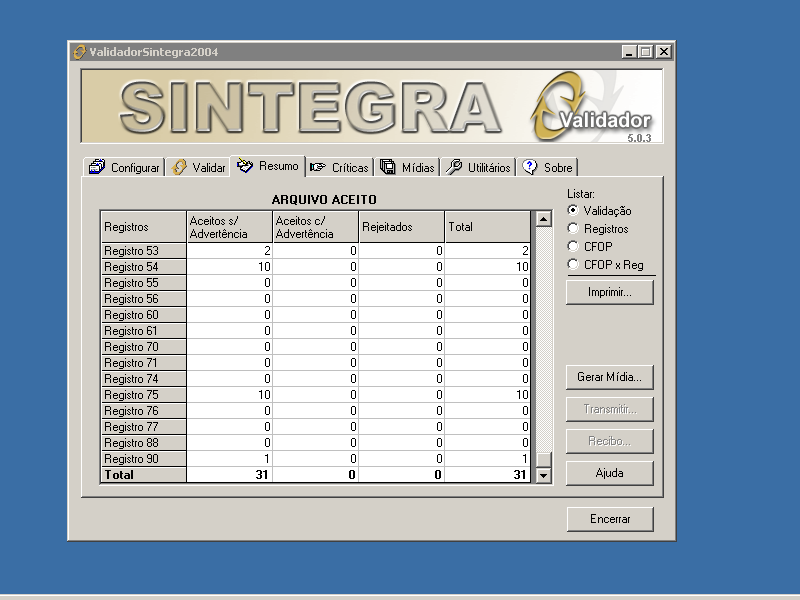 ValidadorSintegra2004
SINTEGRA
Validador
5.0.3
Configurar Validar Resumo Críticas Mídias Utilitários Sobre
ARQUIVO ACEITO
Registros Aceitos s/ Advertência Aceitos c/ Advertência Rejeitados Total
Registro 53 2 0 0 2
Registro 54 10 0 0 10
Registro 55 0 0 0 0
Registro 56 0 0 0 0
Registro 60 0 0 0 0
Registro 61 0 0 0 0
Registro 70 0 0 0 0
Registro 71 0 0 0 0
Registro 74 0 0 0 0
Registro 75 10 0 0 10
Registro 76 0 0 0 0
Registro 77 0 0 0 0
Registro 88 0 0 0 0
Registro 90 1 0 0 1
Total 31 0 0 31
Listar:
Validação
Registros
CFOP
CFOP x Reg
Imprimir...
Gerar Mídia...
Transmitir...
Recibo...
Ajuda
Encerrar